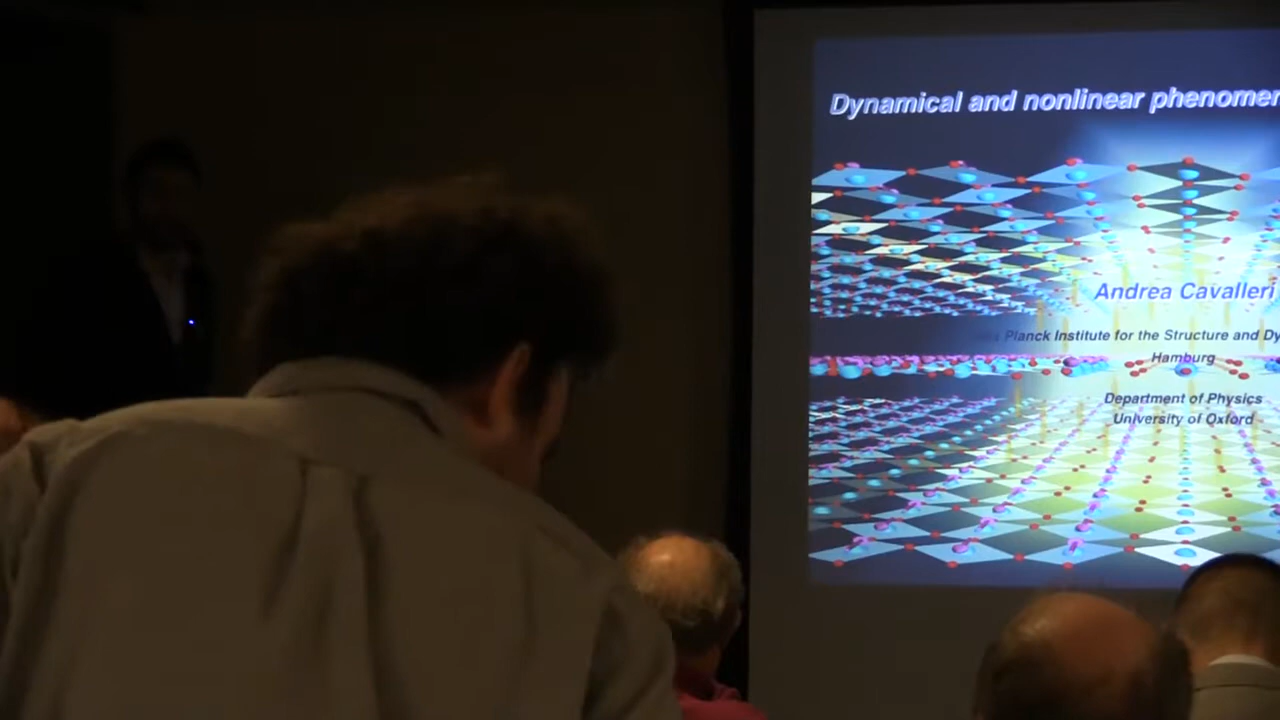 Dynamical and nonlinear phenomen
Andrea Cavalleri
Planck Institute for the Structure and Dy
Hamburg
Department of Physics
University of Oxford